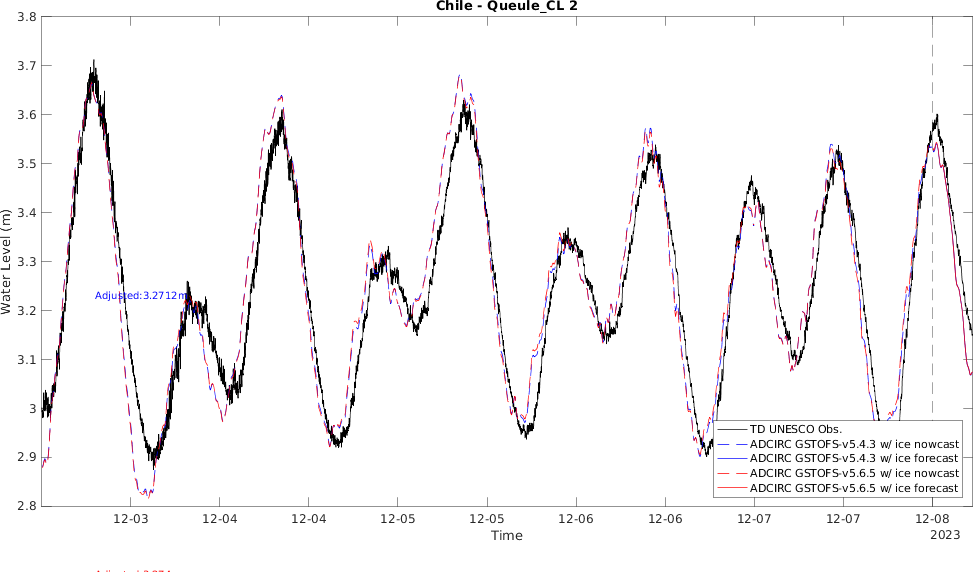 Chile - Queule_CL 2
3.8
3.7
3.6
3.5
3.4
3.3
3.2
3.1
3
2.9
2.8
Water Level (m)
Adjusted:3.2712m
TD UNESCO Obs.
ADCIRC GSTOFS-v5.4.3 w/ ice nowcast
ADCIRC GSTOFS-v5.4.3 w/ ice forecast
ADCIRC GSTOFS-v5.6.5 w/ ice nowcast
ADCIRC GSTOFS-v5.6.5 w/ ice forecast
12-03 12-04 12-04 12-05 12-05 12-06 12-06 12-07 12-07 12-08
Time
2023